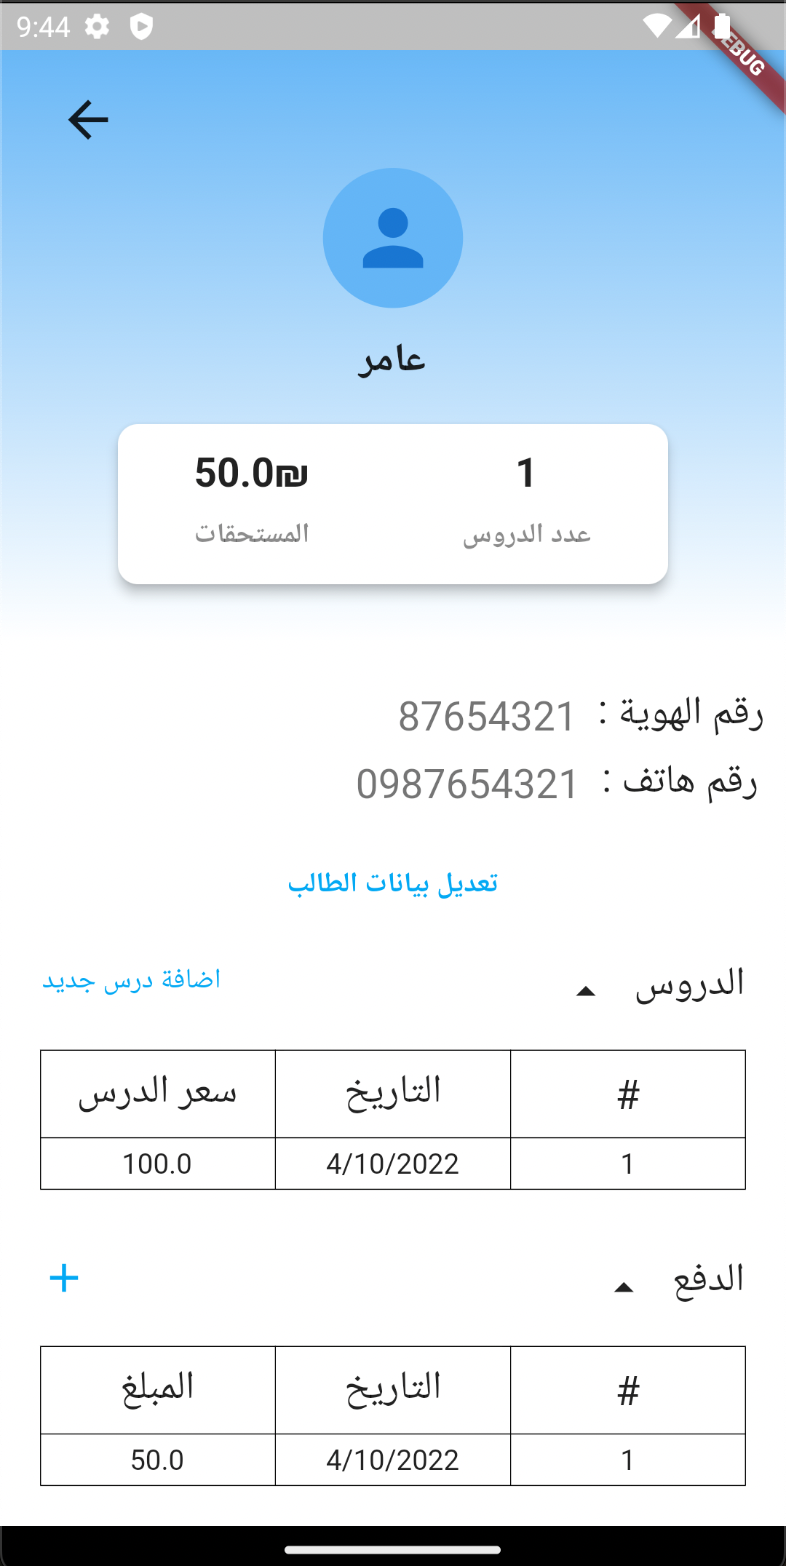 9:44
DEBUG
عامر
1 50.0₪
عدد الدروس المستحقات
رقم الهوية : 87654321
رقم هاتف : 0987654321
تعديل بيانات الطالب
الدروس اضافة درس جديد
# التاريخ سعر الدرس
1 4/10/2022 100.0
الدفع +
# التاريخ المبلغ
1 4/10/2022 50.0